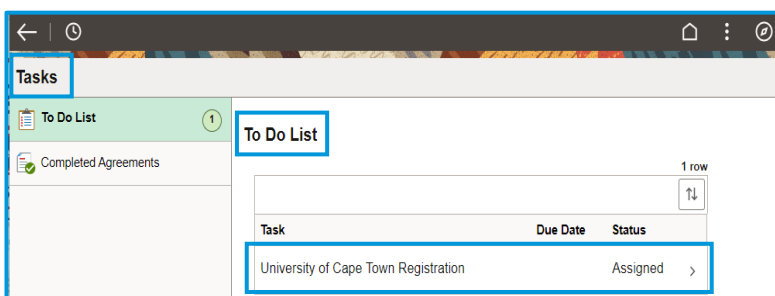 Tasks
To Do List
1
Completed Agreements
To Do List
1 row
Task Due Date Status
University of Cape Town Registration Assigned